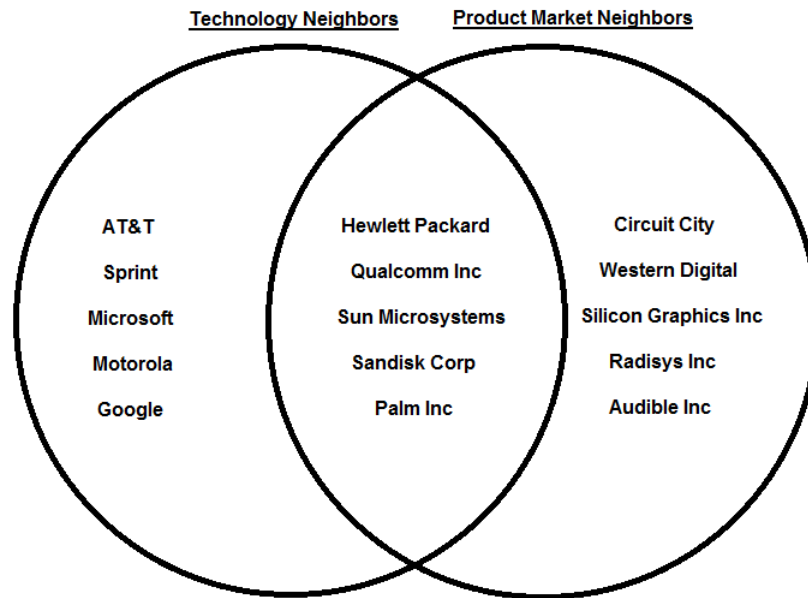 Technology Neighbors
Product Market Neighbors
AT&T
Hewlett Packard
Circuit City
Sprint
Qualcomm Inc
Western Digital
Microsoft
Sun Microsystems
Silicon Graphics Inc
Motorola
Sandisk Corp
Radisys Inc
Google
Palm Inc
Audible Inc